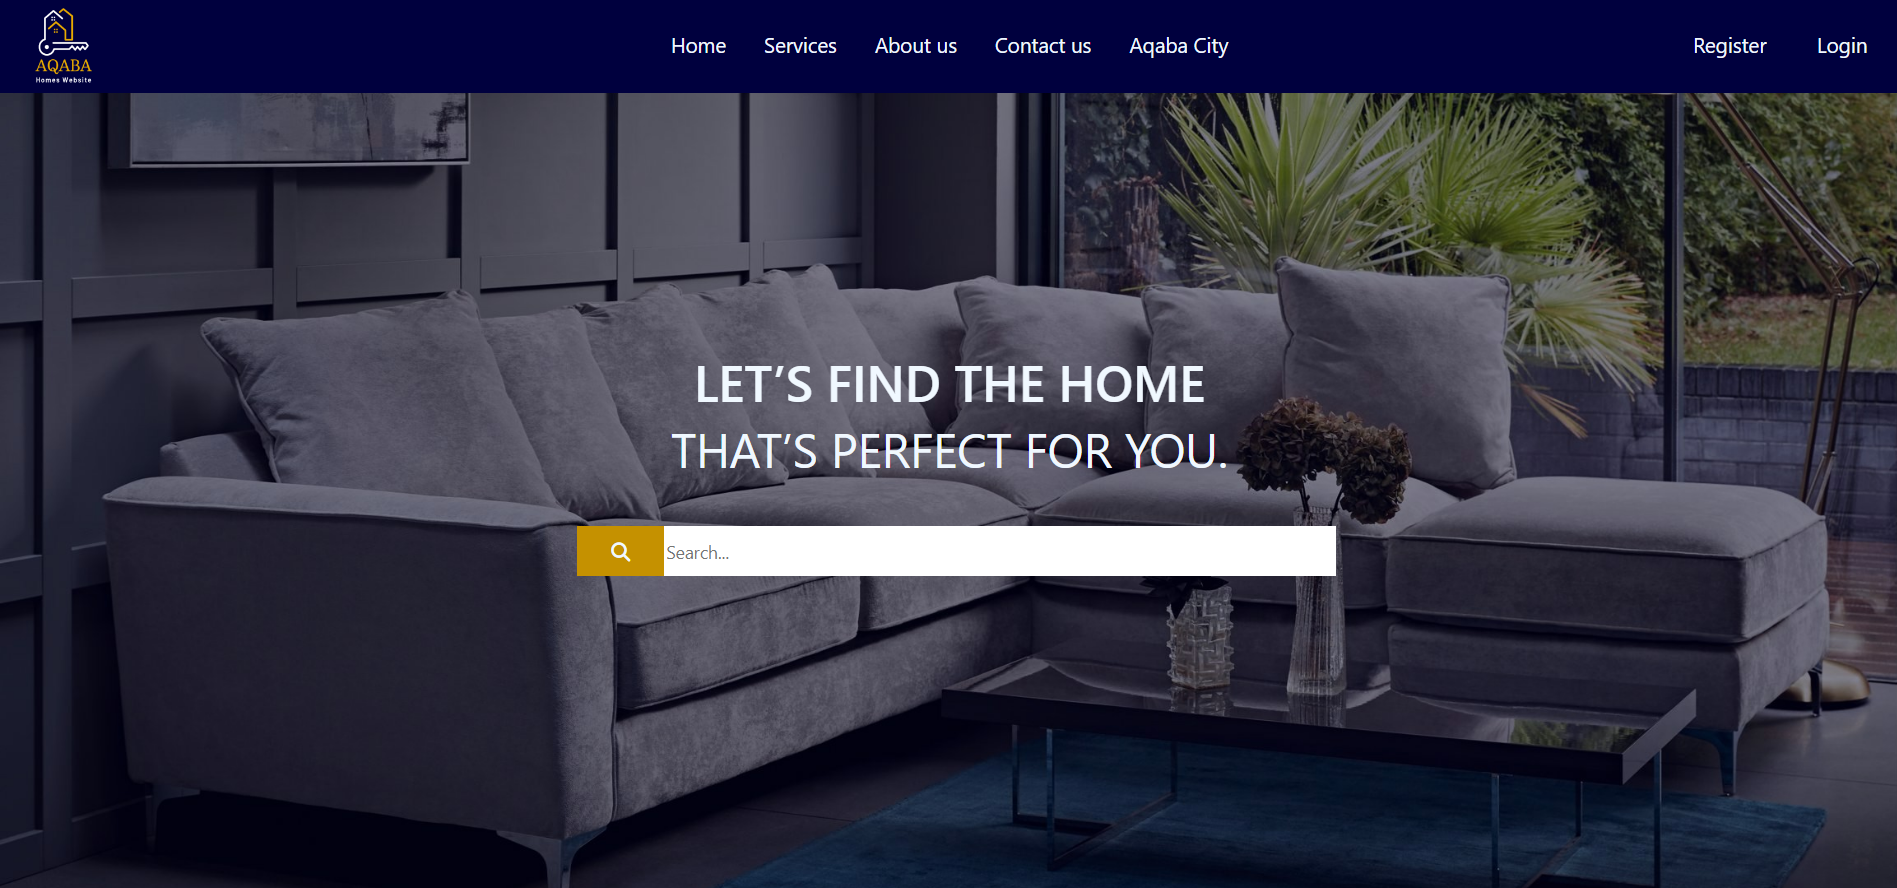 AQABA
Homes Website
Home Services About us Contact us Aqaba City Register Login
LET’S FIND THE HOME
THAT’S PERFECT FOR YOU.
Search...